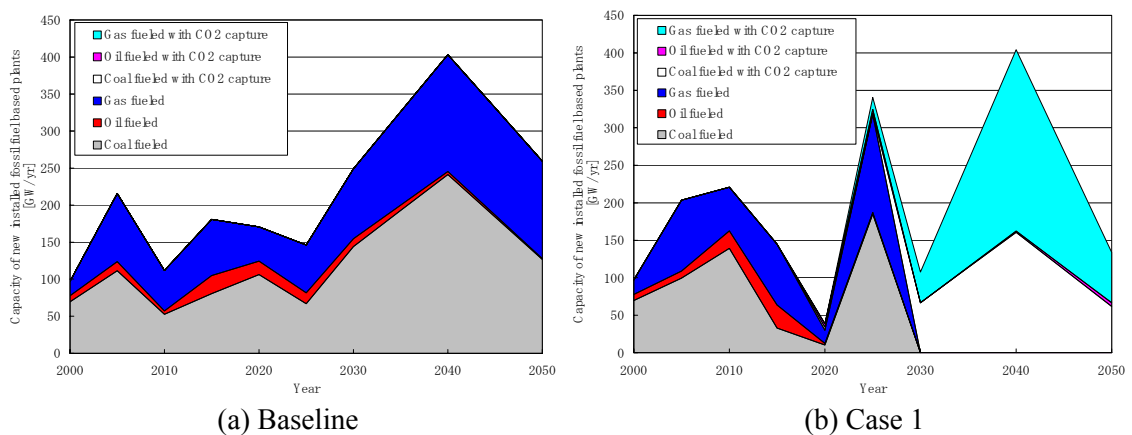 Capacity of new installed fossil fuel based plants
[GW/yr]
450
400
350
300
250
200
150
100
50
0
Gas fueled with CO2 capture
Oil fueled with CO2 capture
Coal fueled with CO2 capture
Gas fueled
Oil fueled
Coal fueled
2000
2010
2020
2030
2040
2050
Year
(a) Baseline
Capacity of new installed fossil fuel based plants
[GW/yr]
450
400
350
300
250
200
150
100
50
0
Gas fueled with CO2 capture
Oil fueled with CO2 capture
Coal fueled with CO2 capture
Gas fueled
Oil fueled
Coal fueled
2000
2010
2020
2030
2040
2050
Year
(b) Case 1